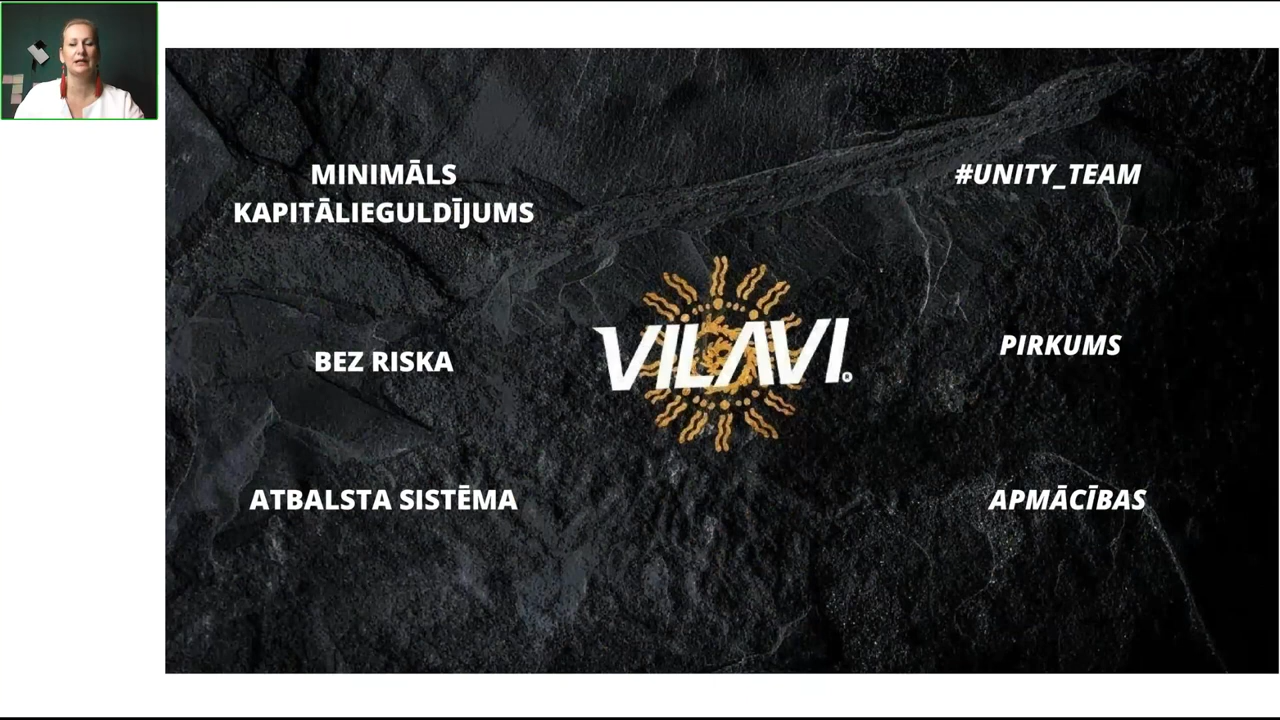 MINIMĀLS
KAPITĀLIEGULDĪJUMS
BEZ RISKA
ATBALSTA SISTĒMA
VILAVI®
#UNITY_TEAM
PIRKUMS
APMĀCĪBAS